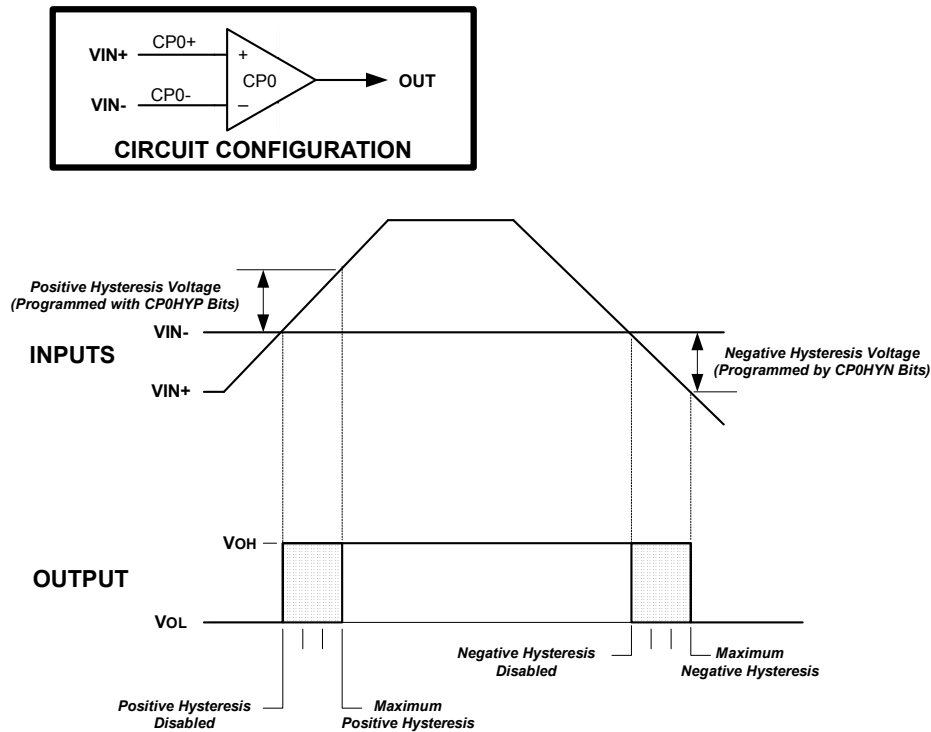 VIN+
CP0+
+
CP0
OUT
VIN-
CP0-
–
CIRCUIT CONFIGURATION
Positive Hysteresis Voltage
(Programmed with CP0HYP Bits)
VIN-
INPUTS
VIN+
Negative Hysteresis Voltage
(Programmed by CP0HYN Bits)
VOH
OUTPUT
VOL
Negative Hysteresis
Disabled
Maximum
Negative Hysteresis
Positive Hysteresis
Disabled
Maximum
Positive Hysteresis